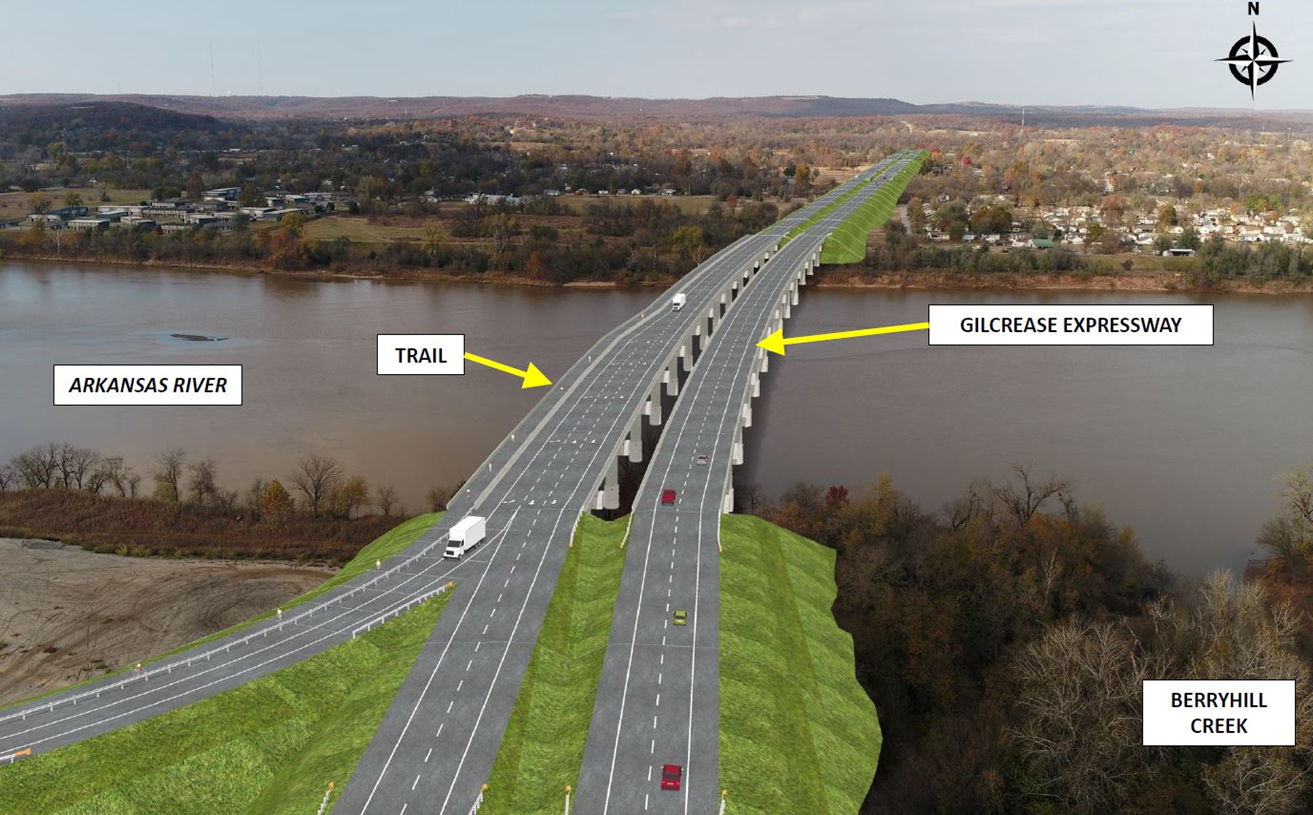 N
GILCREASE EXPRESSWAY
TRAIL
ARKANSAS RIVER
BERRYHILL
CREEK